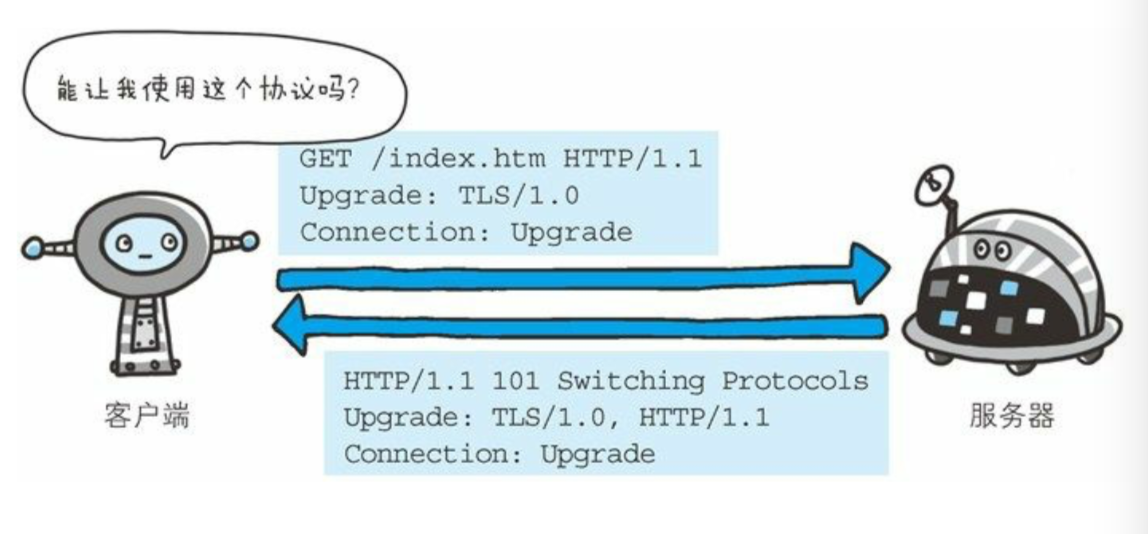 能让我使用这个协议吗?
GET /index.htm HTTP/1.1
Upgrade: TLS/1.0
Connection: Upgrade
HTTP/1.1 101 Switching Protocols
Upgrade: TLS/1.0, HTTP/1.1
Connection: Upgrade
客户端
服务器